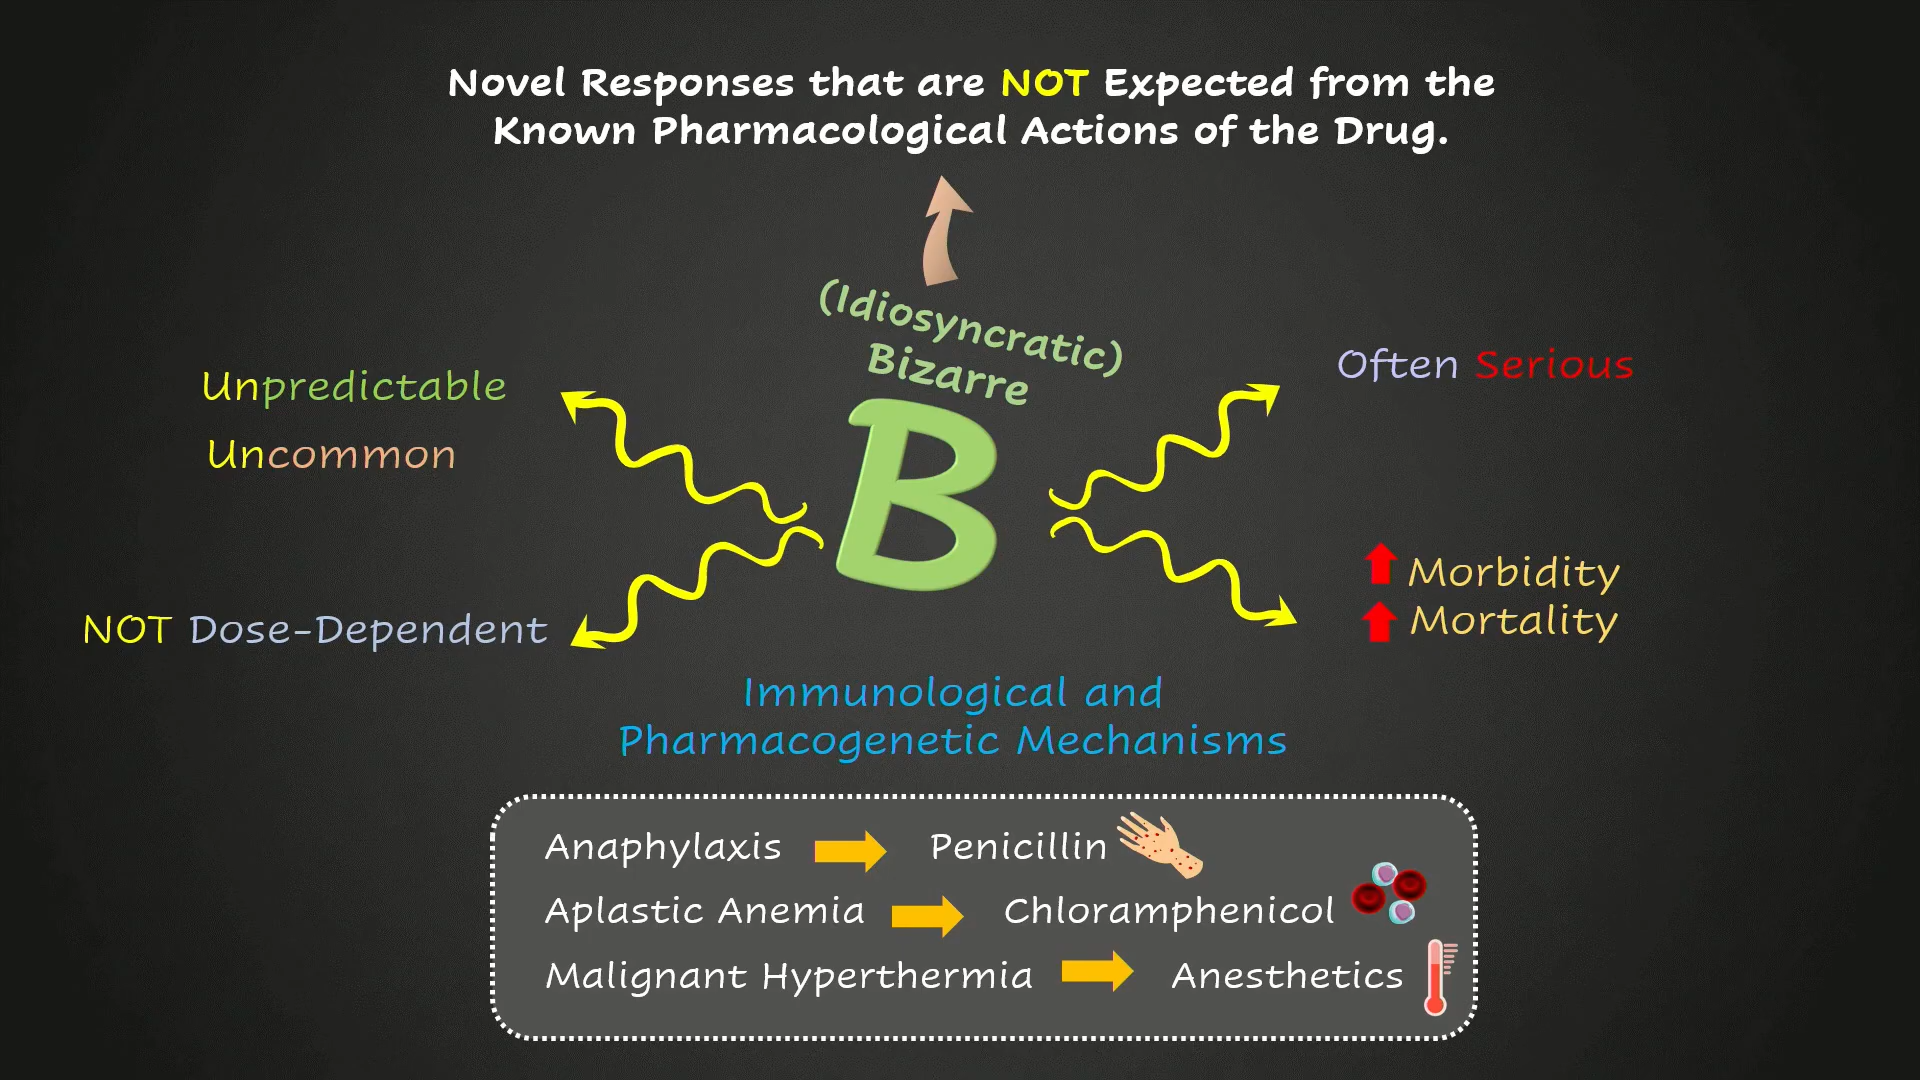 Novel Responses that are NOT Expected from the
Known Pharmacological Actions of the Drug.
(Idiosyncratic)
Bizarre
B
Unpredictable
Uncommon
NOT Dose-Dependent
Often Serious
Morbidity
Mortality
Immunological and
Pharmacogenetic Mechanisms
Anaphylaxis Penicillin
Aplastic Anemia Chloramphenicol
Malignant Hyperthermia Anesthetics